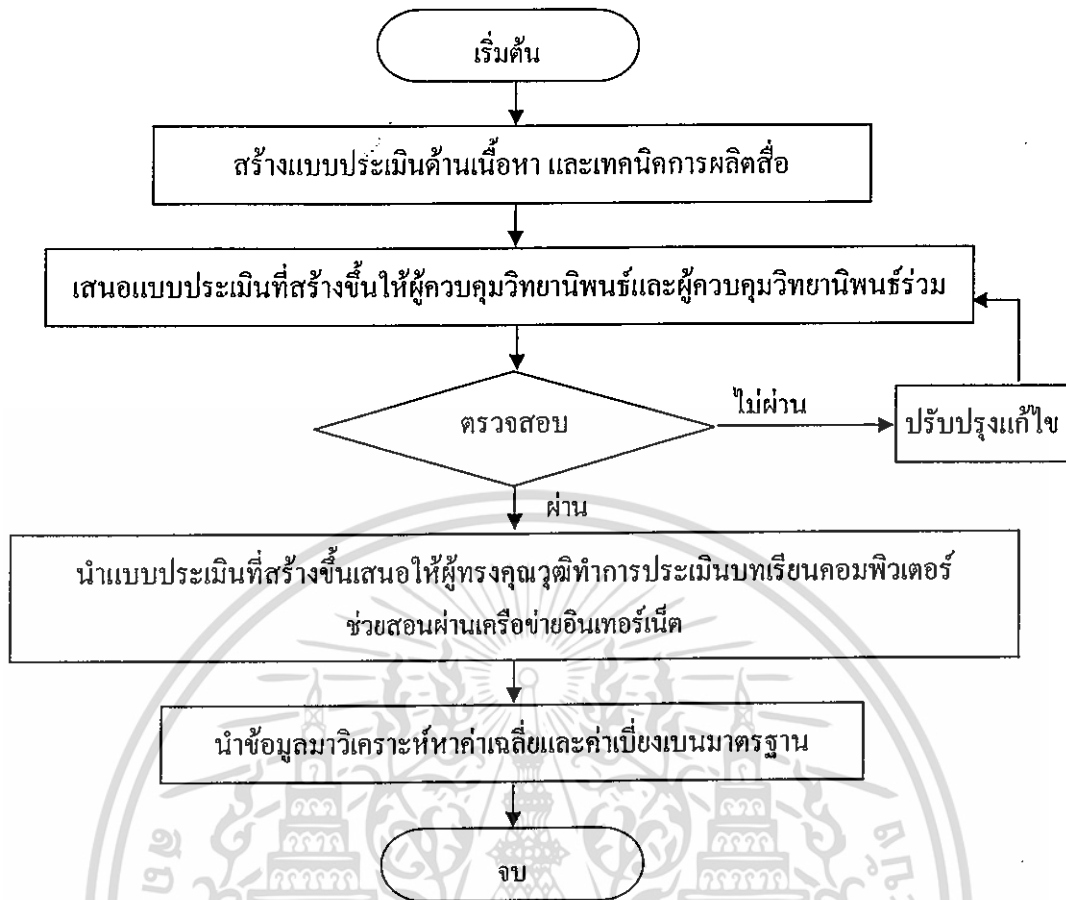 เริ่มต้น
สร้างแบบประเมินด้านเนื้อหา และเทคนิคการผลิตสื่อ
เสนอแบบประเมินที่สร้างขึ้นให้ผู้ควบคุมวิทยานิพนธ์และผู้ควบคุมวิทยานิพนธ์ร่วม
ตรวจสอบ
ไม่ผ่าน
ปรับปรุงแก้ไข
ผ่าน
นำแบบประเมินที่สร้างขึ้นเสนอให้ผู้ทรงคุณวุฒิทำการประเมินบทเรียนคอมพิวเตอร์
ช่วยสอนผ่านเครือข่ายอินเทอร์เน็ต
นำข้อมูลมาวิเคราะห์หาค่าเฉลี่ยและค่าเบี่ยงเบนมาตรฐาน
จบ